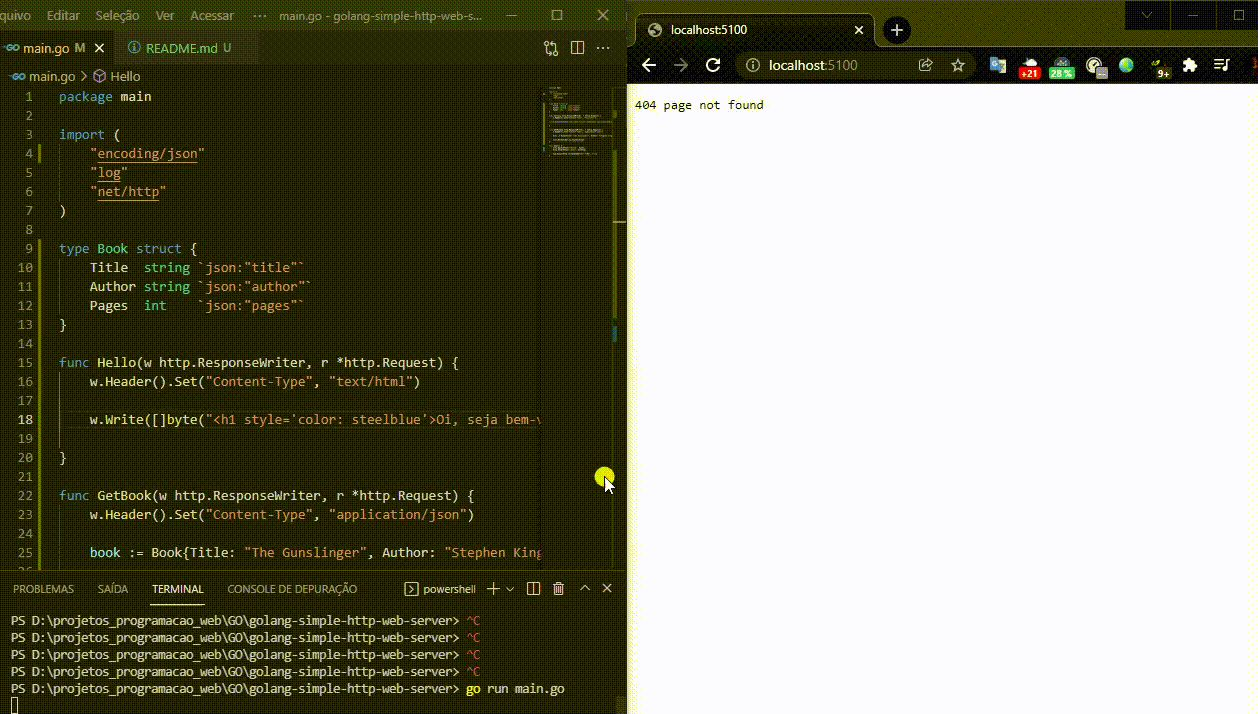 quivo Editar Seleção Ver Acessar ··· main.go - golang-simple-http-web-s...
main.go M README.md U
main.go > Hello
1 package main
2
3 import (
4 "encoding/json"
5 "log"
6 "net/http"
7 )
8
9 type Book struct {
10 Title string `json:"title"`
11 Author string `json:"author"`
12 Pages int `json:"pages"`
13 }
14
15 func Hello(w http.ResponseWriter, r *http.Request) {
16 w.Header().Set("Content-Type", "text/html")
17
18 w.Write([]byte("<h1 style='color: steelblue'>Oi, seja bem-v
19
20 }
21
22 func GetBook(w http.ResponseWriter, r *http.Request) {
23 w.Header().Set("Content-Type", "application/json")
24
25 book := Book{Title: "The Gunslinger", Author: "Stephen King
PROBLEMAS SAÍDA TERMINAL CONSOLE DE DEPURAÇÃO powershell
PS D:\projetos_programacao_web\GO\golang-simple-http-web-server> ^C
PS D:\projetos_programacao_web\GO\golang-simple-http-web-server> ^C
PS D:\projetos_programacao_web\GO\golang-simple-http-web-server> ^C
PS D:\projetos_programacao_web\GO\golang-simple-http-web-server> ^C
PS D:\projetos_programacao_web\GO\golang-simple-http-web-server> go run main.go
localhost:5100
localhost:5100
+21 28 % 9+
404 page not found